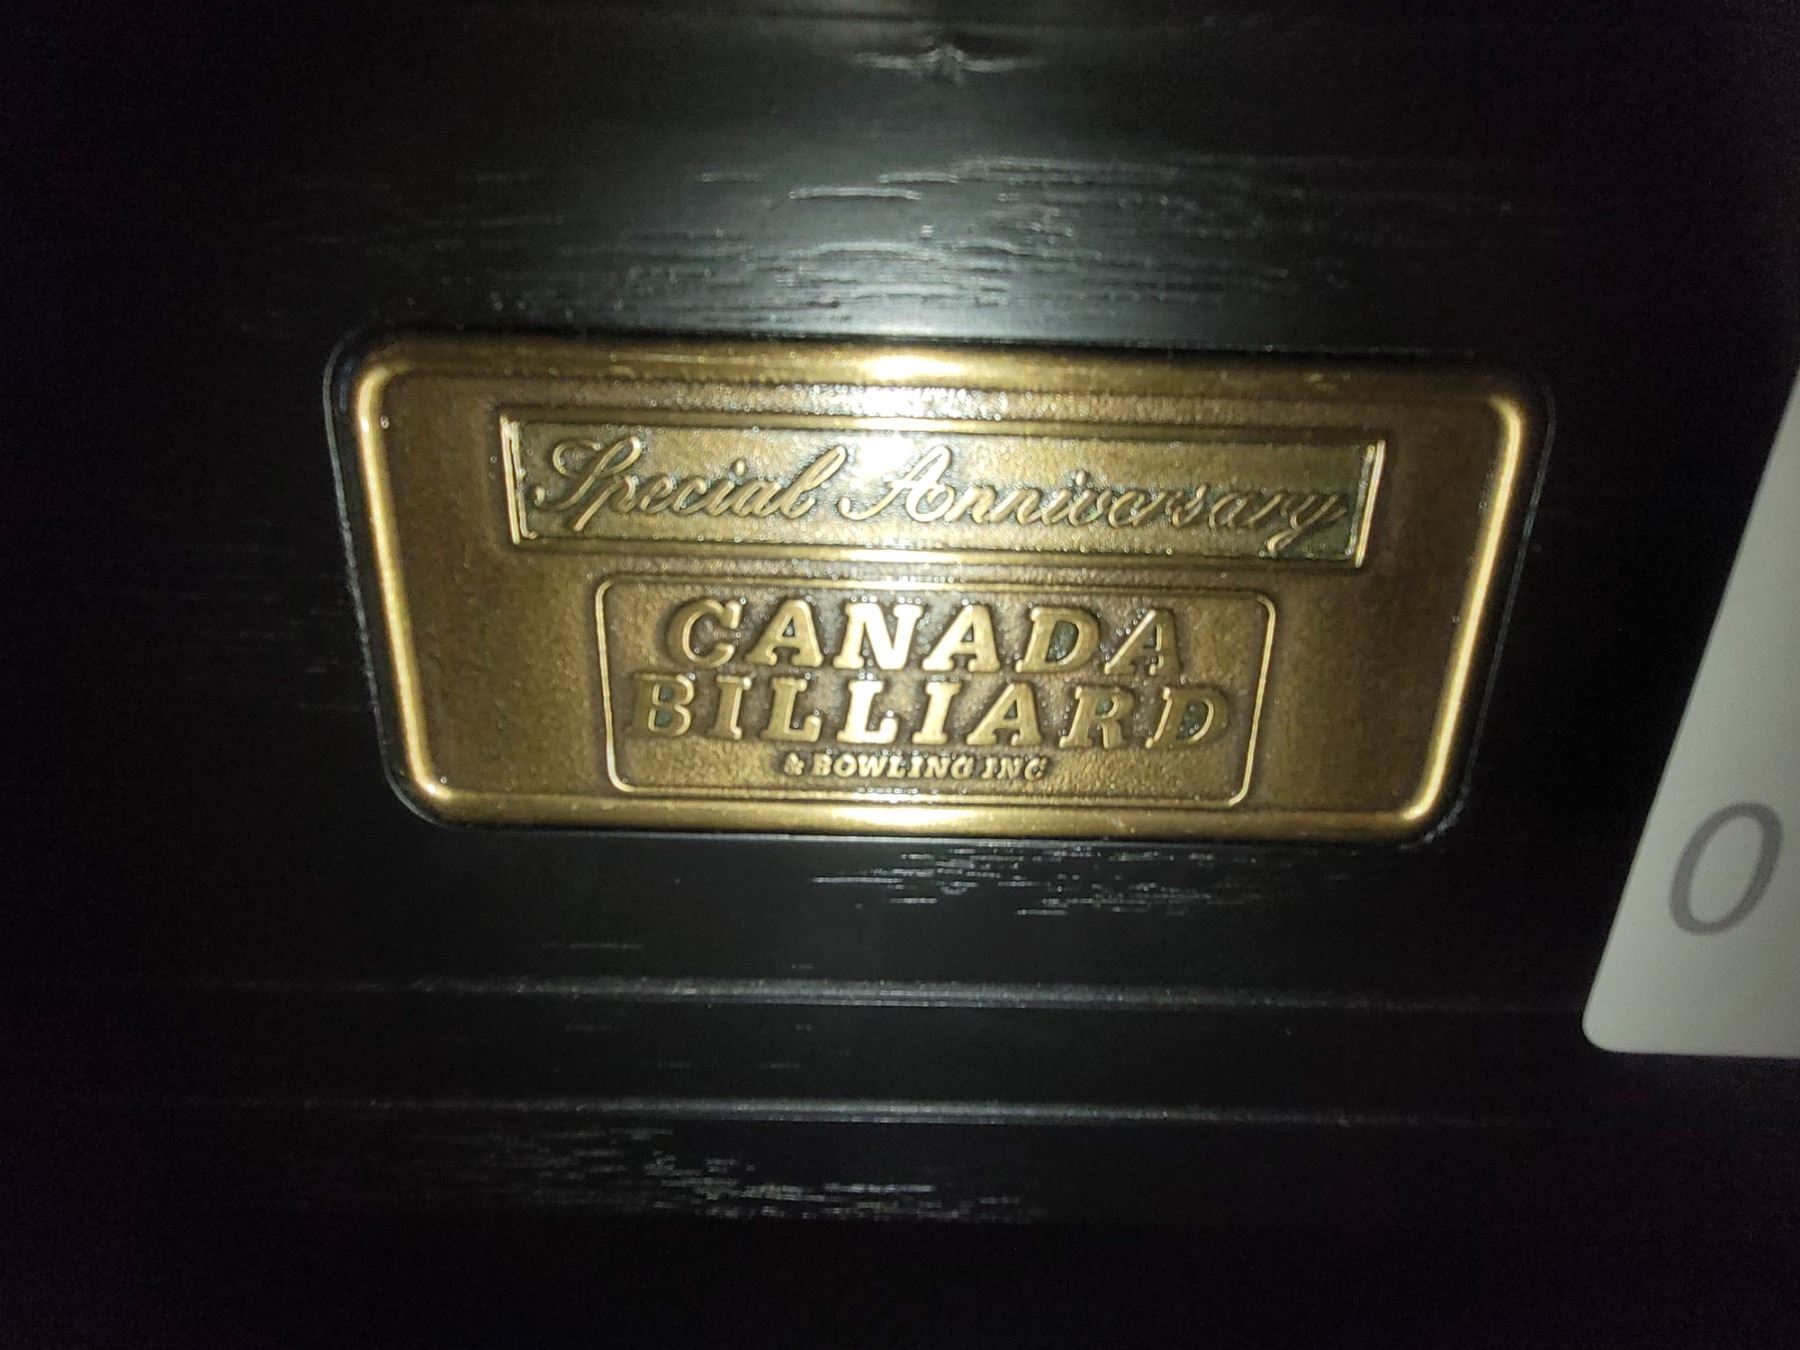 Special Anniversary
CANADA
BILLIARD
& BOWLING INC
O